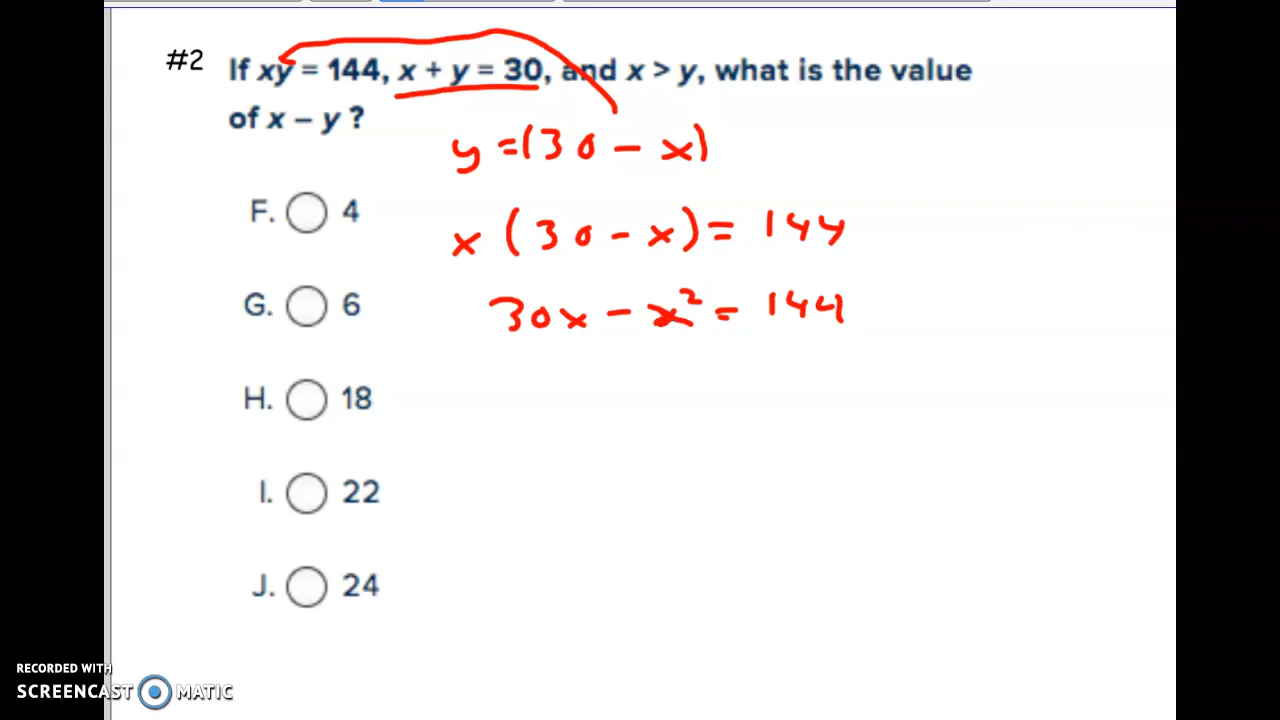 #2 If xy = 144, x + y = 30, and x > y, what is the value
of x – y ?
y =(30 - x)
F. 4
x (30 - x) = 144
G. 6
30x - x² = 144
H. 18
I. 22
J. 24
RECORDED WITH
SCREENCAST MATIC